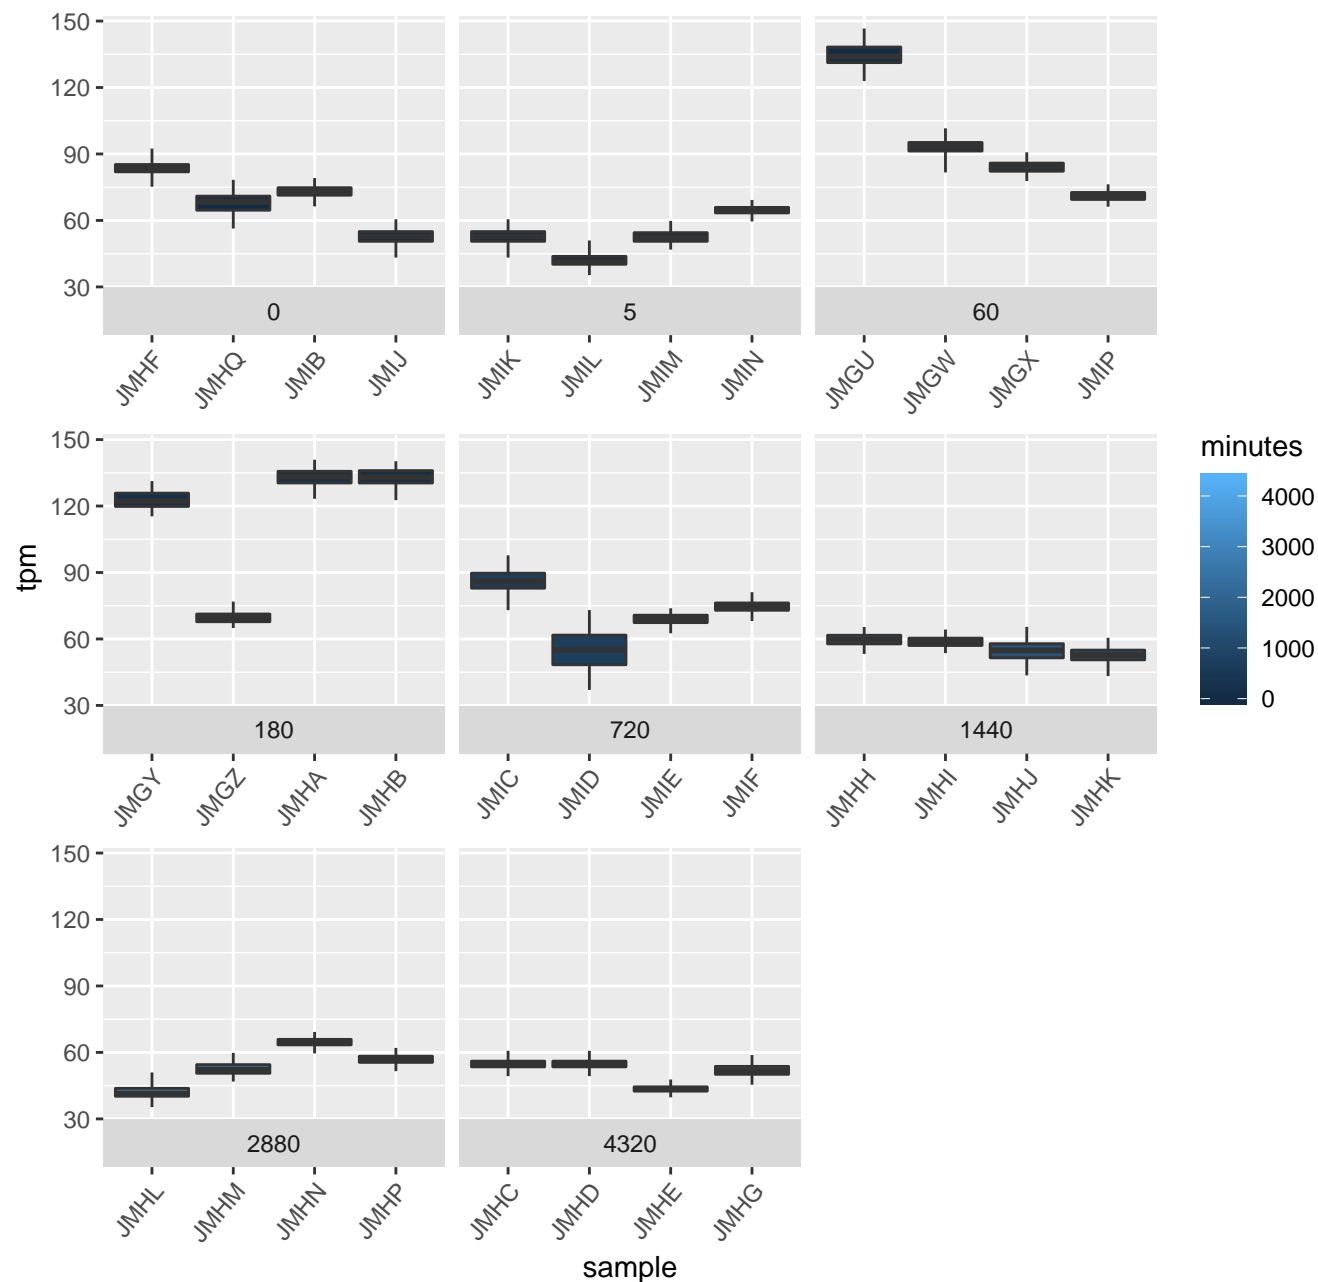 150
120
90
60
30
0
5
60
JMHF JMHQ JMIB JMIJ
JMIK JMIL JMIM JMIN
JMGU JMGW JMGX JMIP
tpm
150
120
90
60
30
180
720
1440
JMGY JMGZ JMHA JMHB
JMIC JMID JMIE JMIF
JMHH JMHI JMHJ JMHK
150
120
90
60
30
2880
4320
JMHL JMHM JMHN JMHP
JMHC JMHD JMHE JMHG
sample
minutes
4000
3000
2000
1000
0